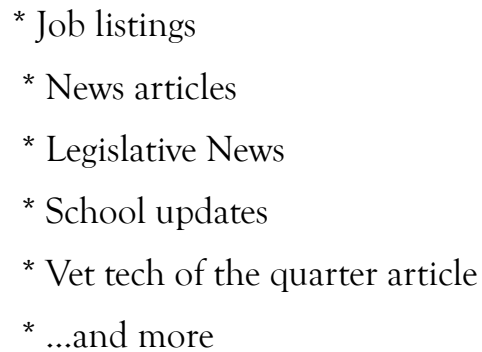 * Job listings
* News articles
* Legislative News
* School updates
* Vet tech of the quarter article
* ...and more